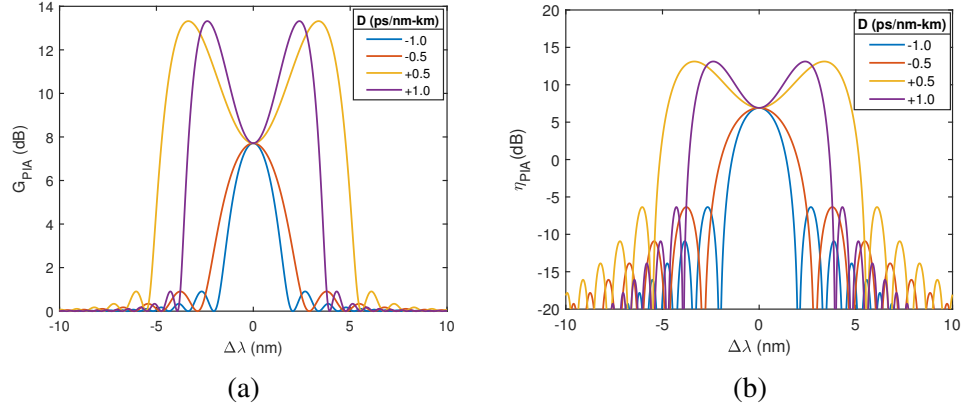 D (ps/nm-km)
-1.0
-0.5
+0.5
+1.0
14
12
10
8
6
4
2
0
G_PIA (dB)
-10 -5 0 5 10
Δλ (nm)
(a)
D (ps/nm-km)
-1.0
-0.5
+0.5
+1.0
20
15
10
5
0
-5
-10
-15
-20
η_PIA(dB)
-10 -5 0 5 10
Δλ (nm)
(b)